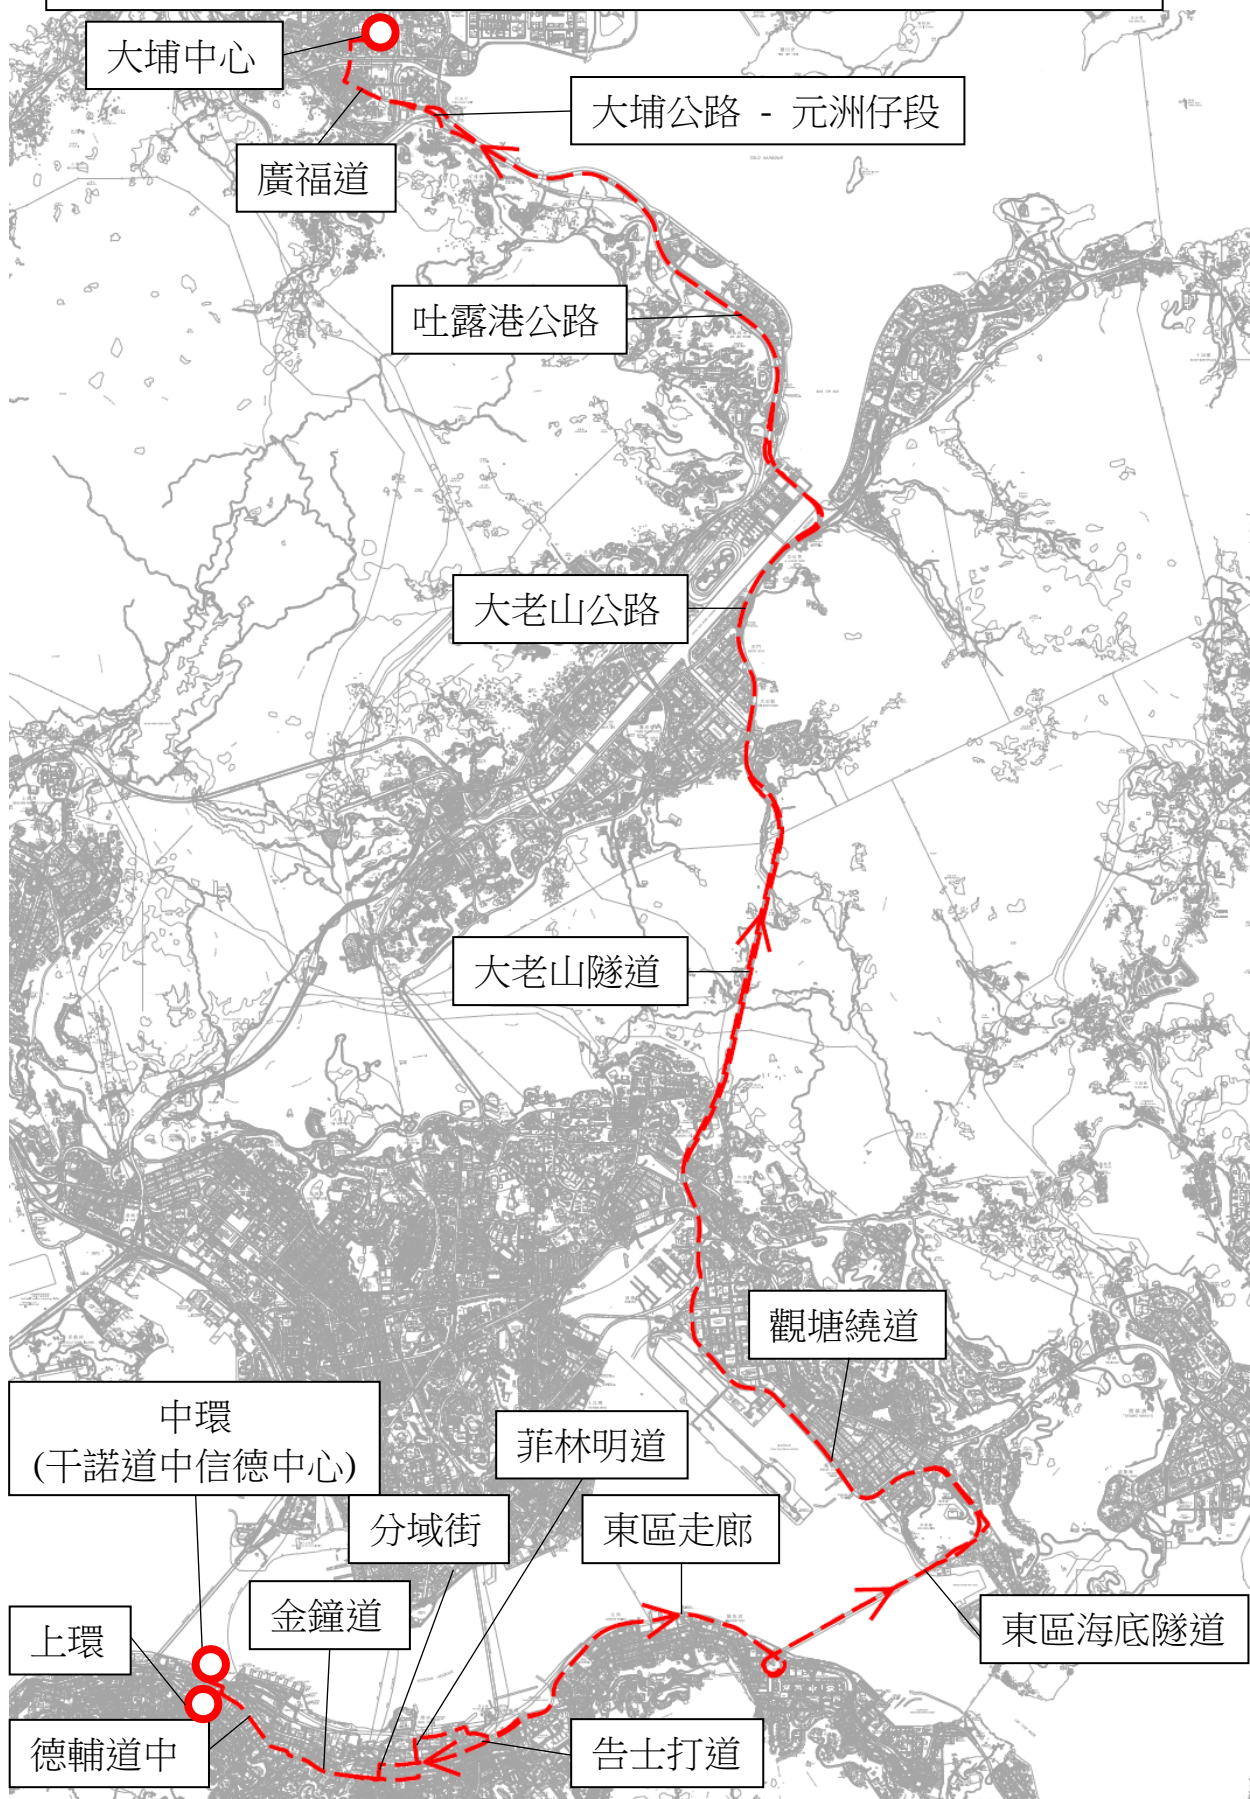 大埔中心
大埔公路 - 元洲仔段
廣福道
吐露港公路
大老山公路
大老山隧道
觀塘繞道
中環
(干諾道中信德中心)
菲林明道
分域街
東區走廊
金鐘道
東區海底隧道
上環
德輔道中
告士打道